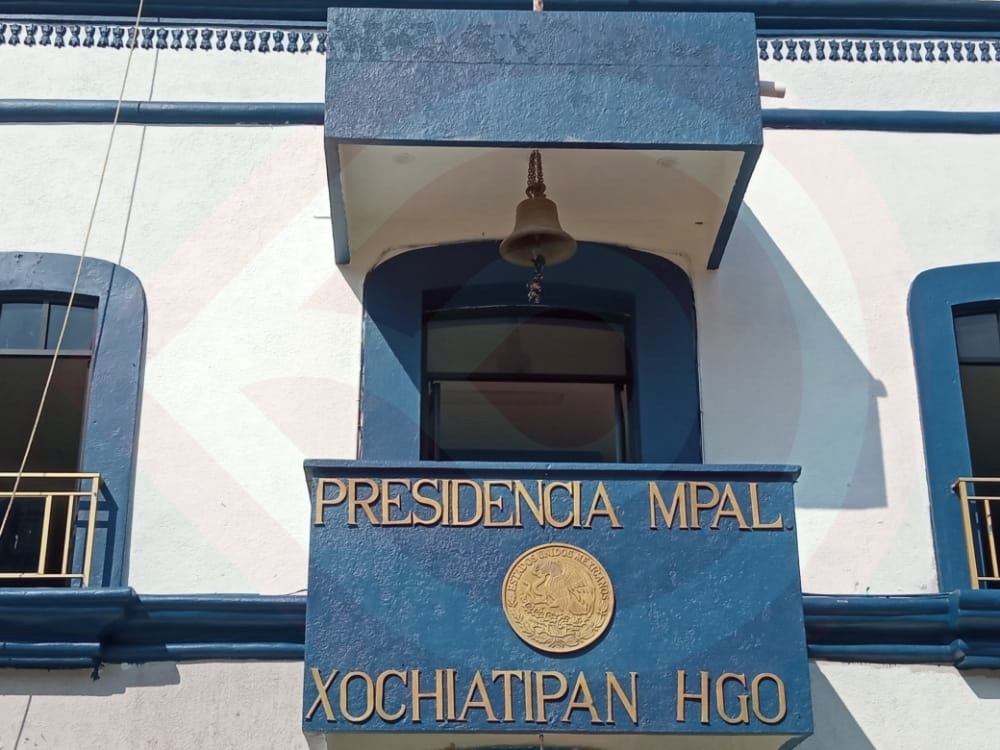 PRESIDENCIA MPAL.
ESTADOS UNIDOS MEXICANOS
XOCHIATIPAN HGO